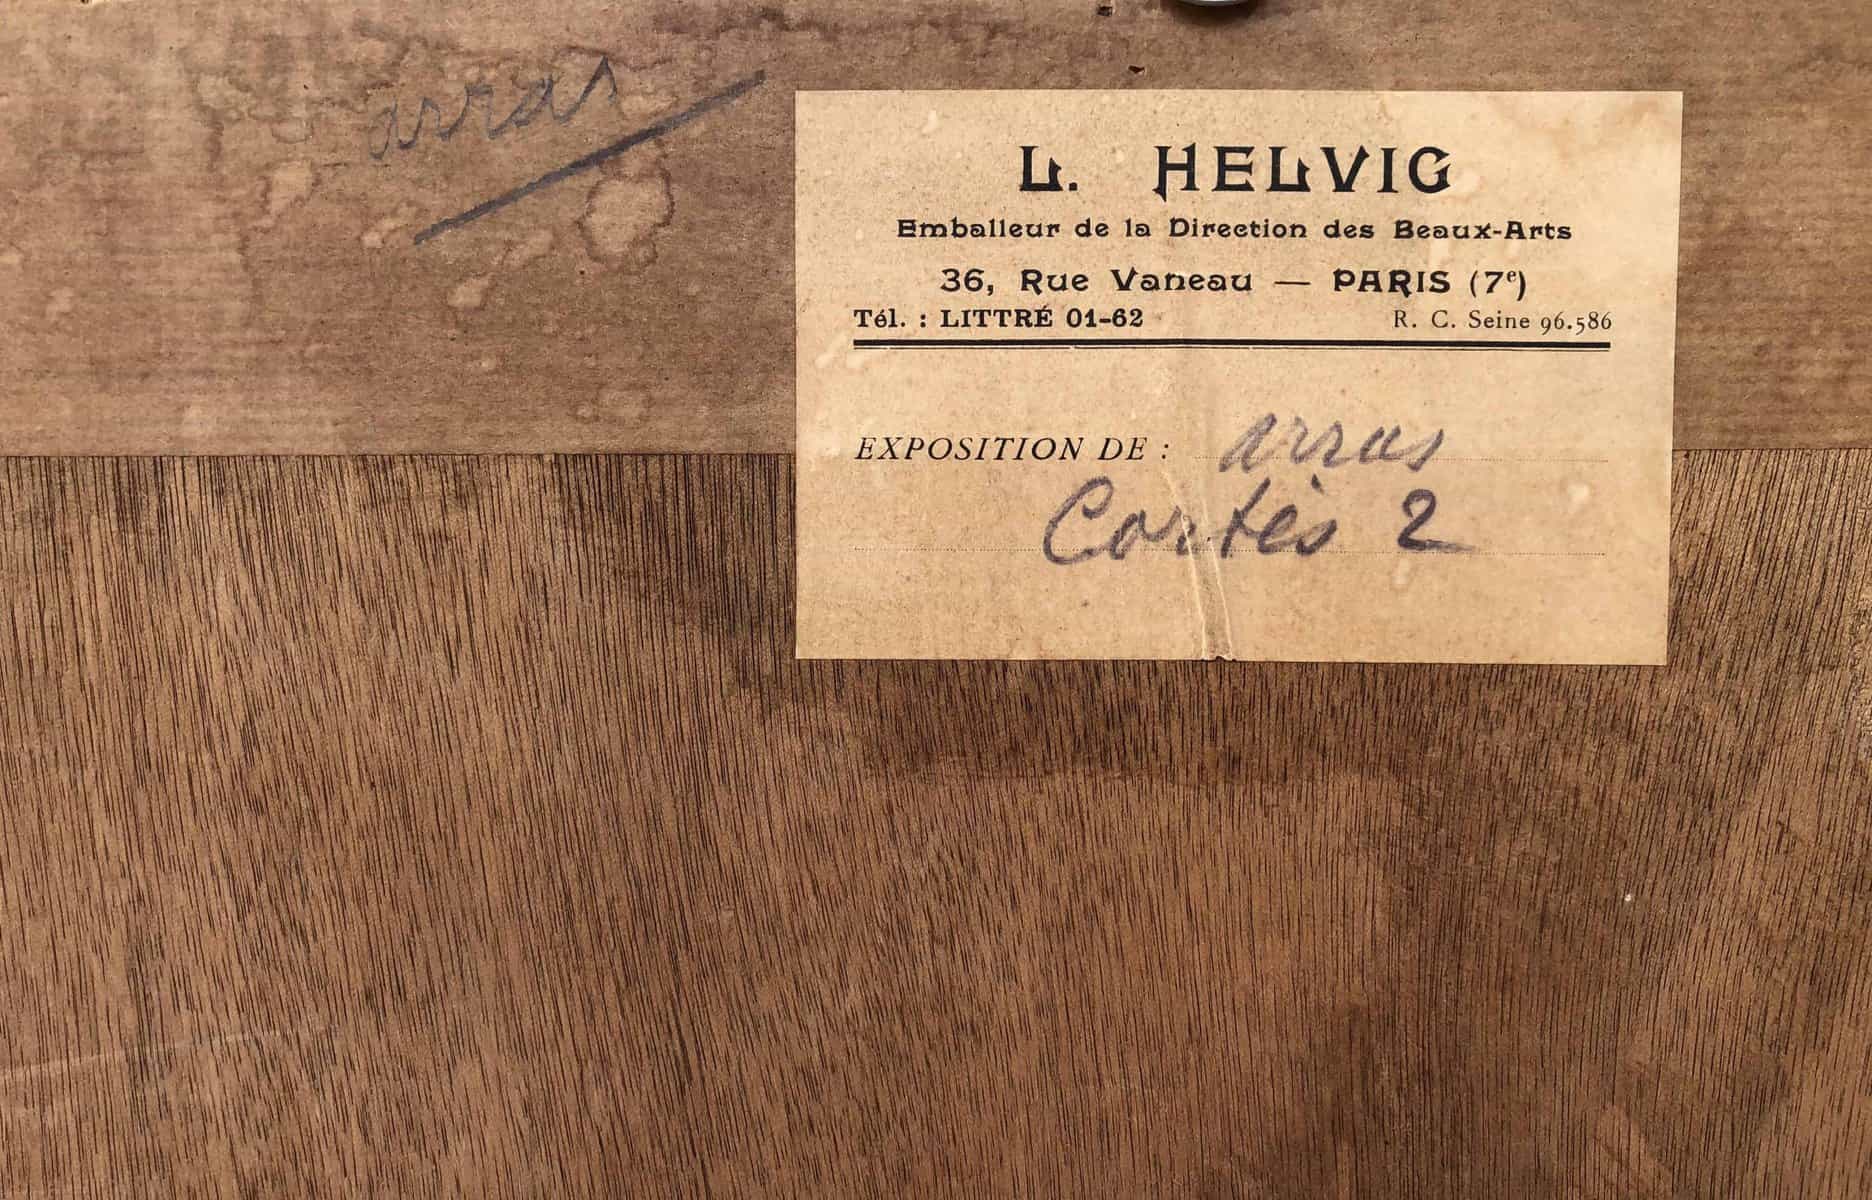 arras
L. HELVIG
Emballeur de la Direction des Beaux-Arts
36, Rue Vaneau — PARIS (7e)
Tél. : LITTRÉ 01-62 R. C. Seine 96.586
EXPOSITION DE : arras
Cortès 2